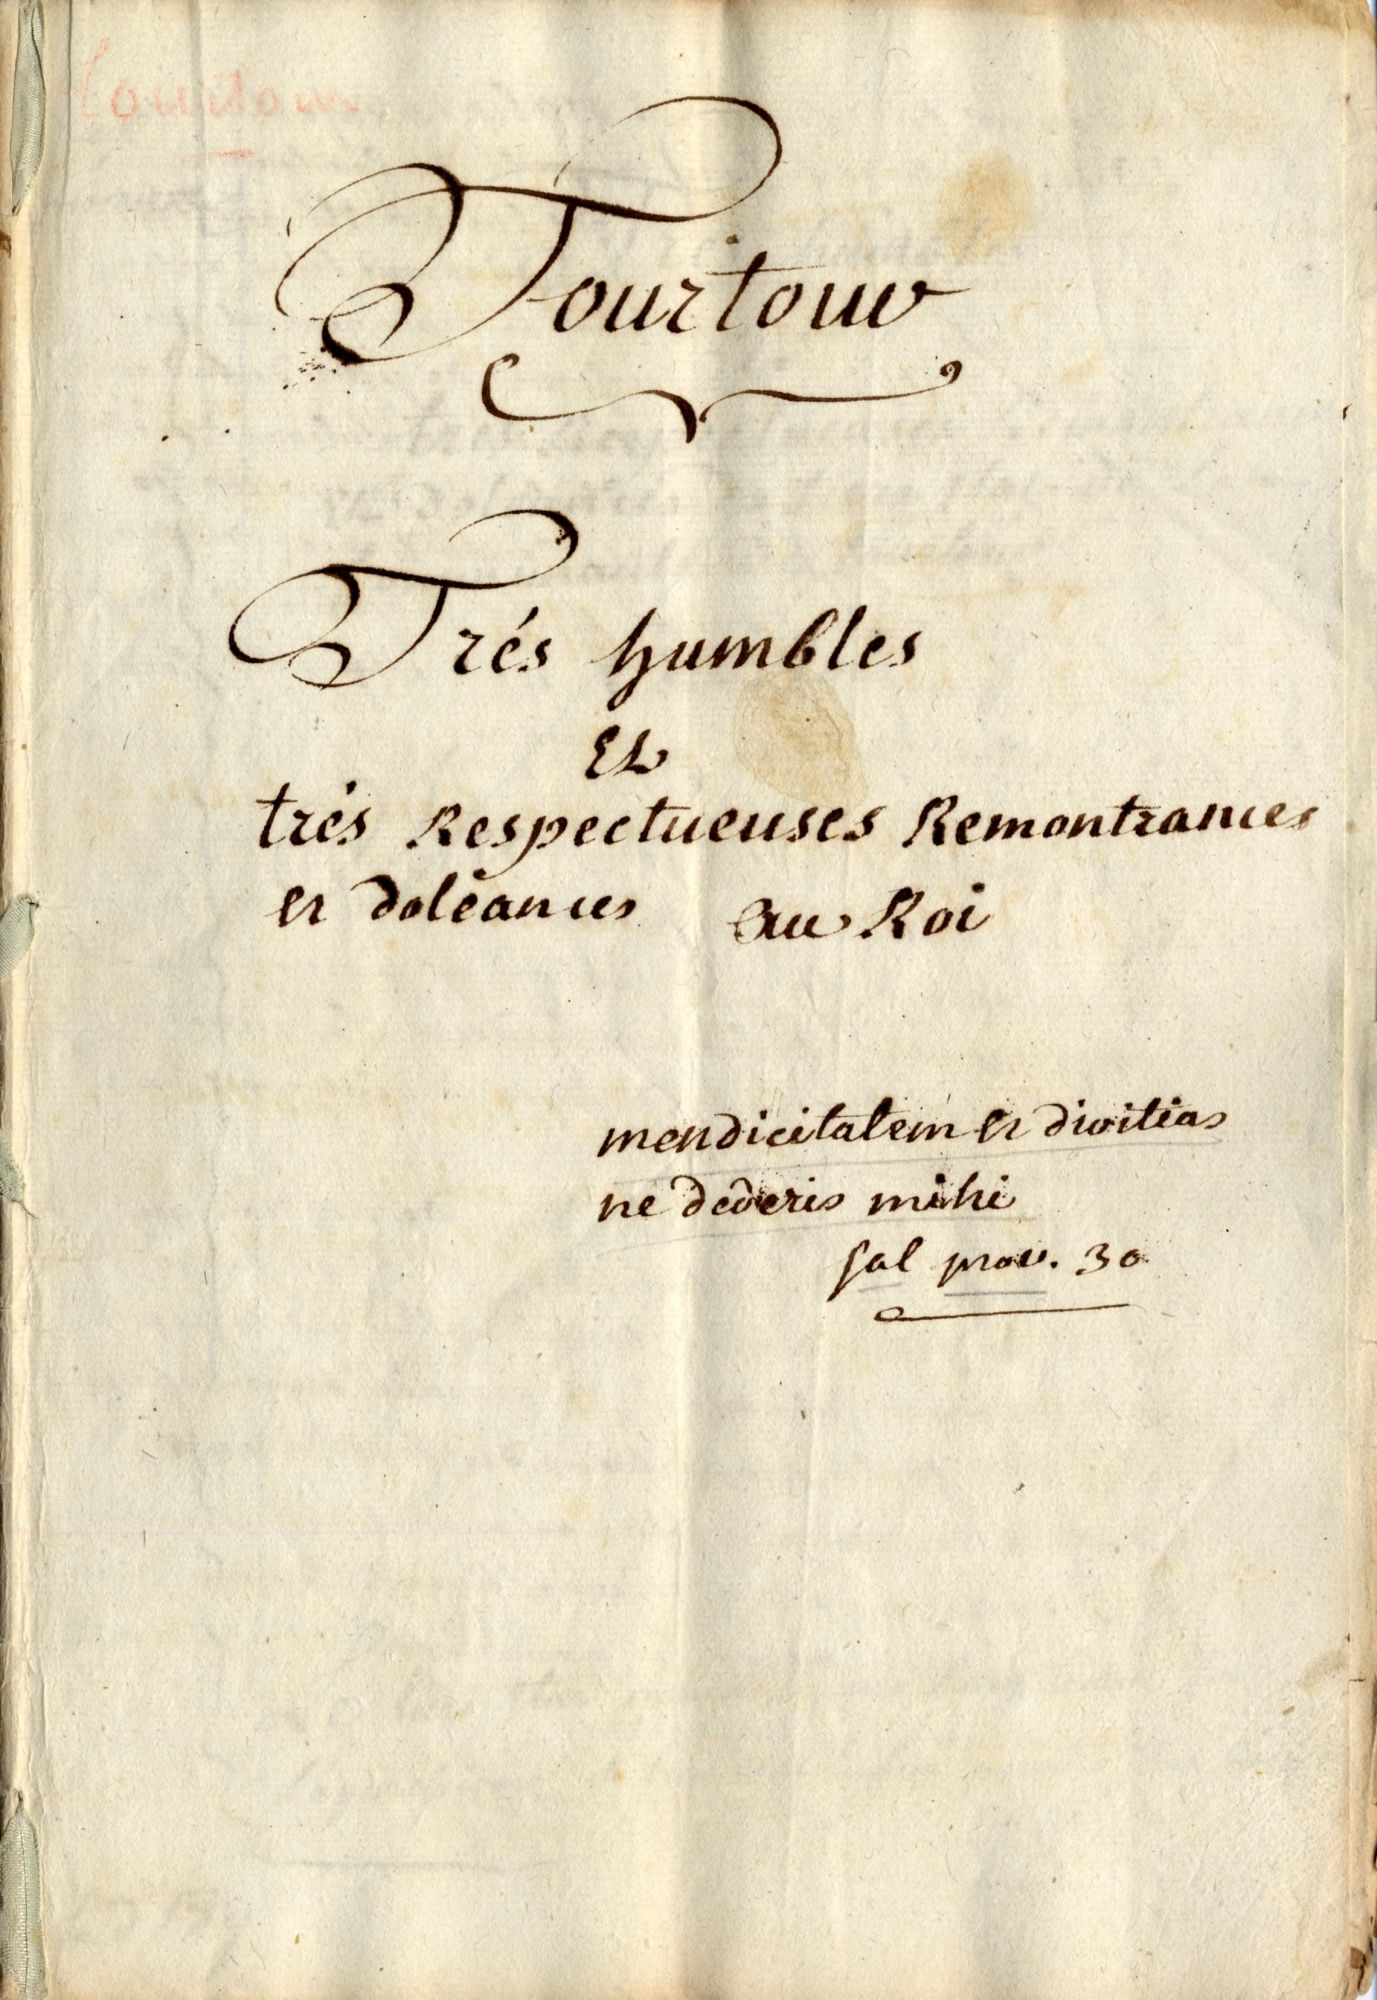 Tourtour
Tourtour
Trés humbles
Et
trés Respectueuses Remontrances
et doléances au Roi
mendicitatem et divitias
ne dederis mihi
sal prov. 30